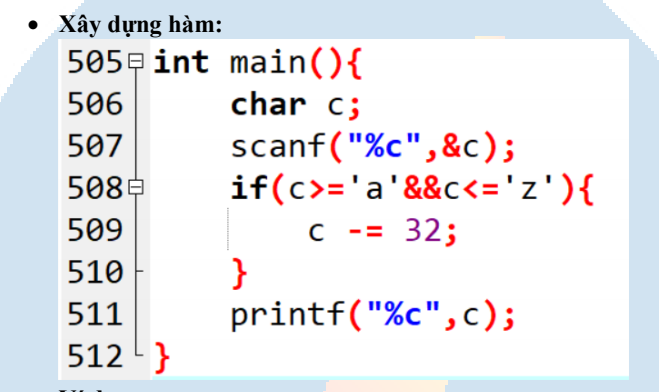 • Xây dựng hàm:
505 int main(){
506 char c;
507 scanf("%c",&c);
508 if(c>='a'&&c<='z'){
509 c -= 32;
510 }
511 printf("%c",c);
512 }